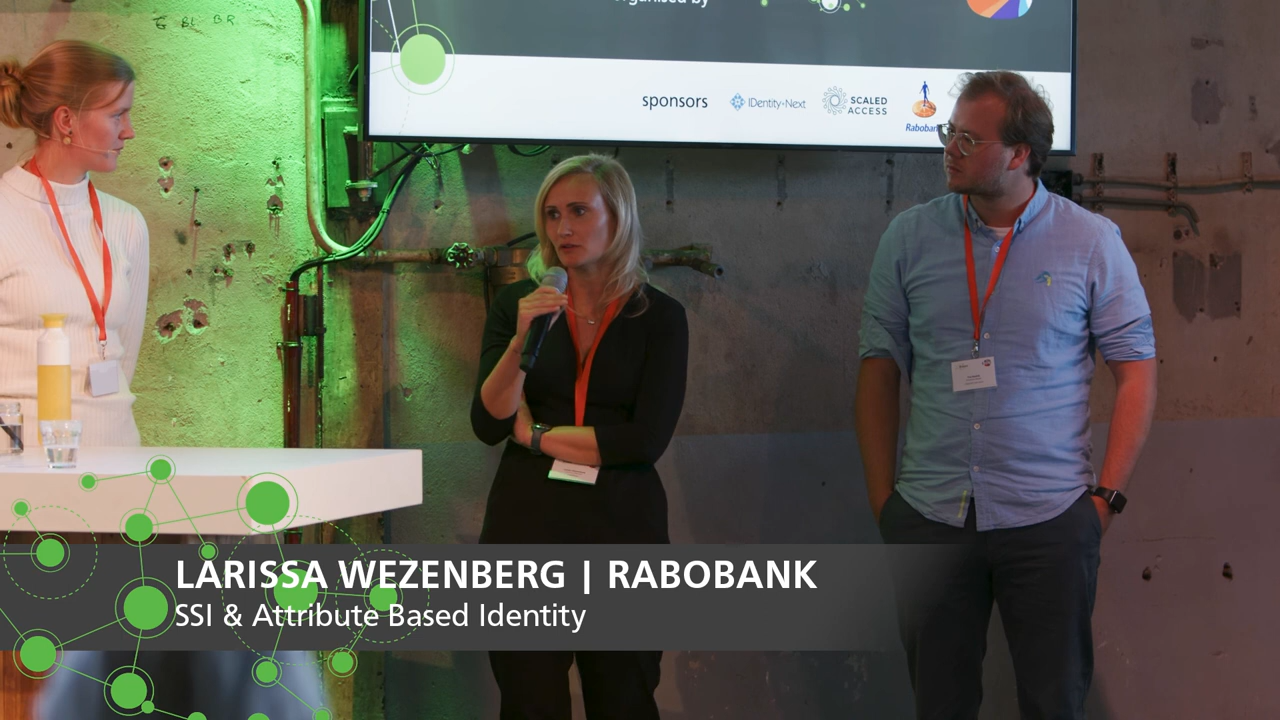 organised by
sponsors
IDentity·Next
SCALED
ACCESS
Rabobank
LARISSA WEZENBERG | RABOBANK
SSI & Attribute Based Identity